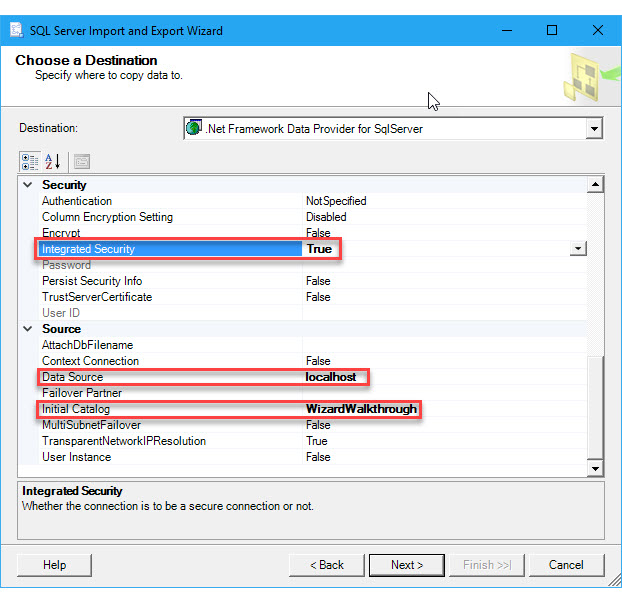 SQL Server Import and Export Wizard
Choose a Destination
Specify where to copy data to.
Destination: .Net Framework Data Provider for SqlServer
A
Z
Security
Authentication NotSpecified
Column Encryption Setting Disabled
Encrypt False
Integrated Security True
Password
Persist Security Info False
TrustServerCertificate False
User ID
Source
AttachDbFilename
Context Connection False
Data Source localhost
Failover Partner
Initial Catalog WizardWalkthrough
MultiSubnetFailover False
TransparentNetworkIPResolution True
User Instance False
Integrated Security
Whether the connection is to be a secure connection or not.
Help < Back Next > Finish >>| Cancel